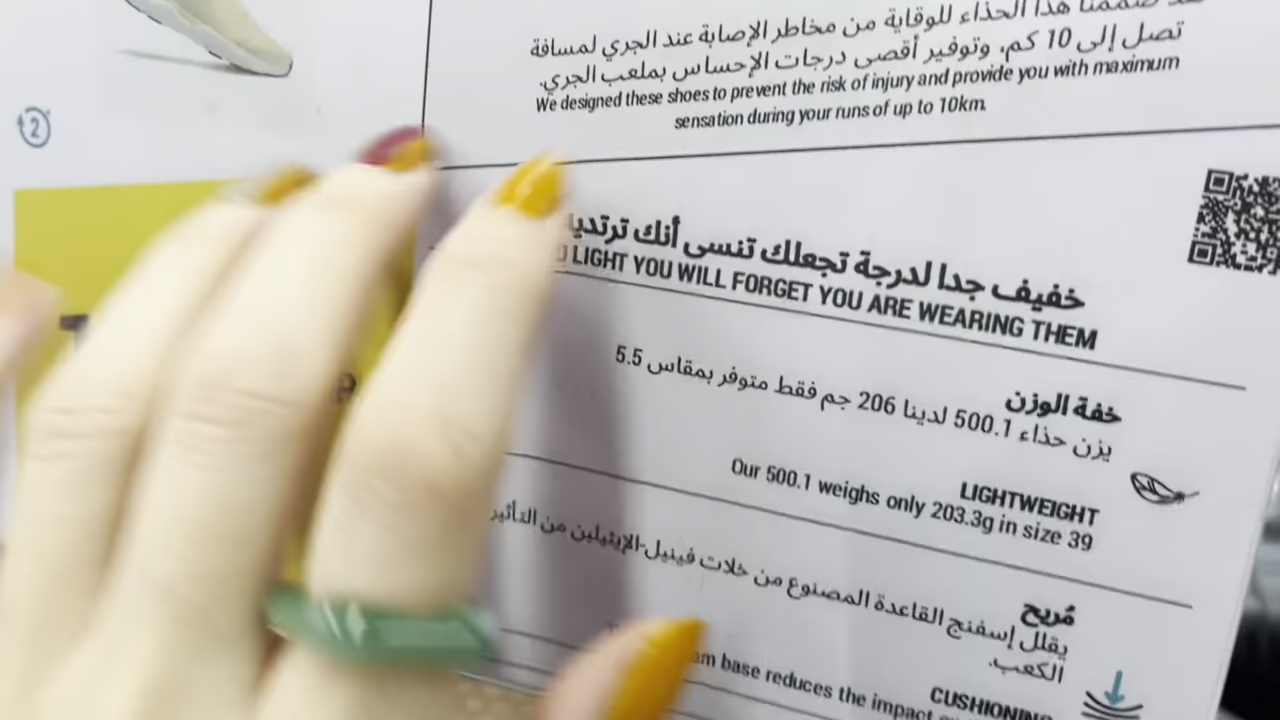 صممنا هذا الحذاء للوقاية من مخاطر الإصابة عند الجري لمسافة
تصل إلى 10 كم، وتوفير أقصى درجات الإحساس بملعب الجري.
We designed these shoes to prevent the risk of injury and provide you with maximum
sensation during your runs of up to 10km.
2
خفيف جدا لدرجة تجعلك تنسى أنك
LIGHT YOU WILL FORGET YOU ARE WEARING THEM
خفة الوزن
يزن حذاء 500.1 لدينا 206 جم فقط متوفر بمقاس 5.5
LIGHTWEIGHT
Our 500.1 weighs only 203.3g in size 39
مُريح
يقلل إسفنج القاعدة المصنوع من خلات فينيل-الإيثيلين من التأثير
الكعب.
CUSHIONING
base reduces the impact